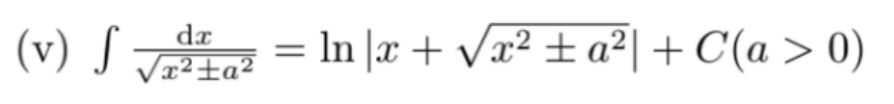 (v) ∫ dx/√(x²±a²) = ln |x + √(x² ± a²)| + C(a > 0)